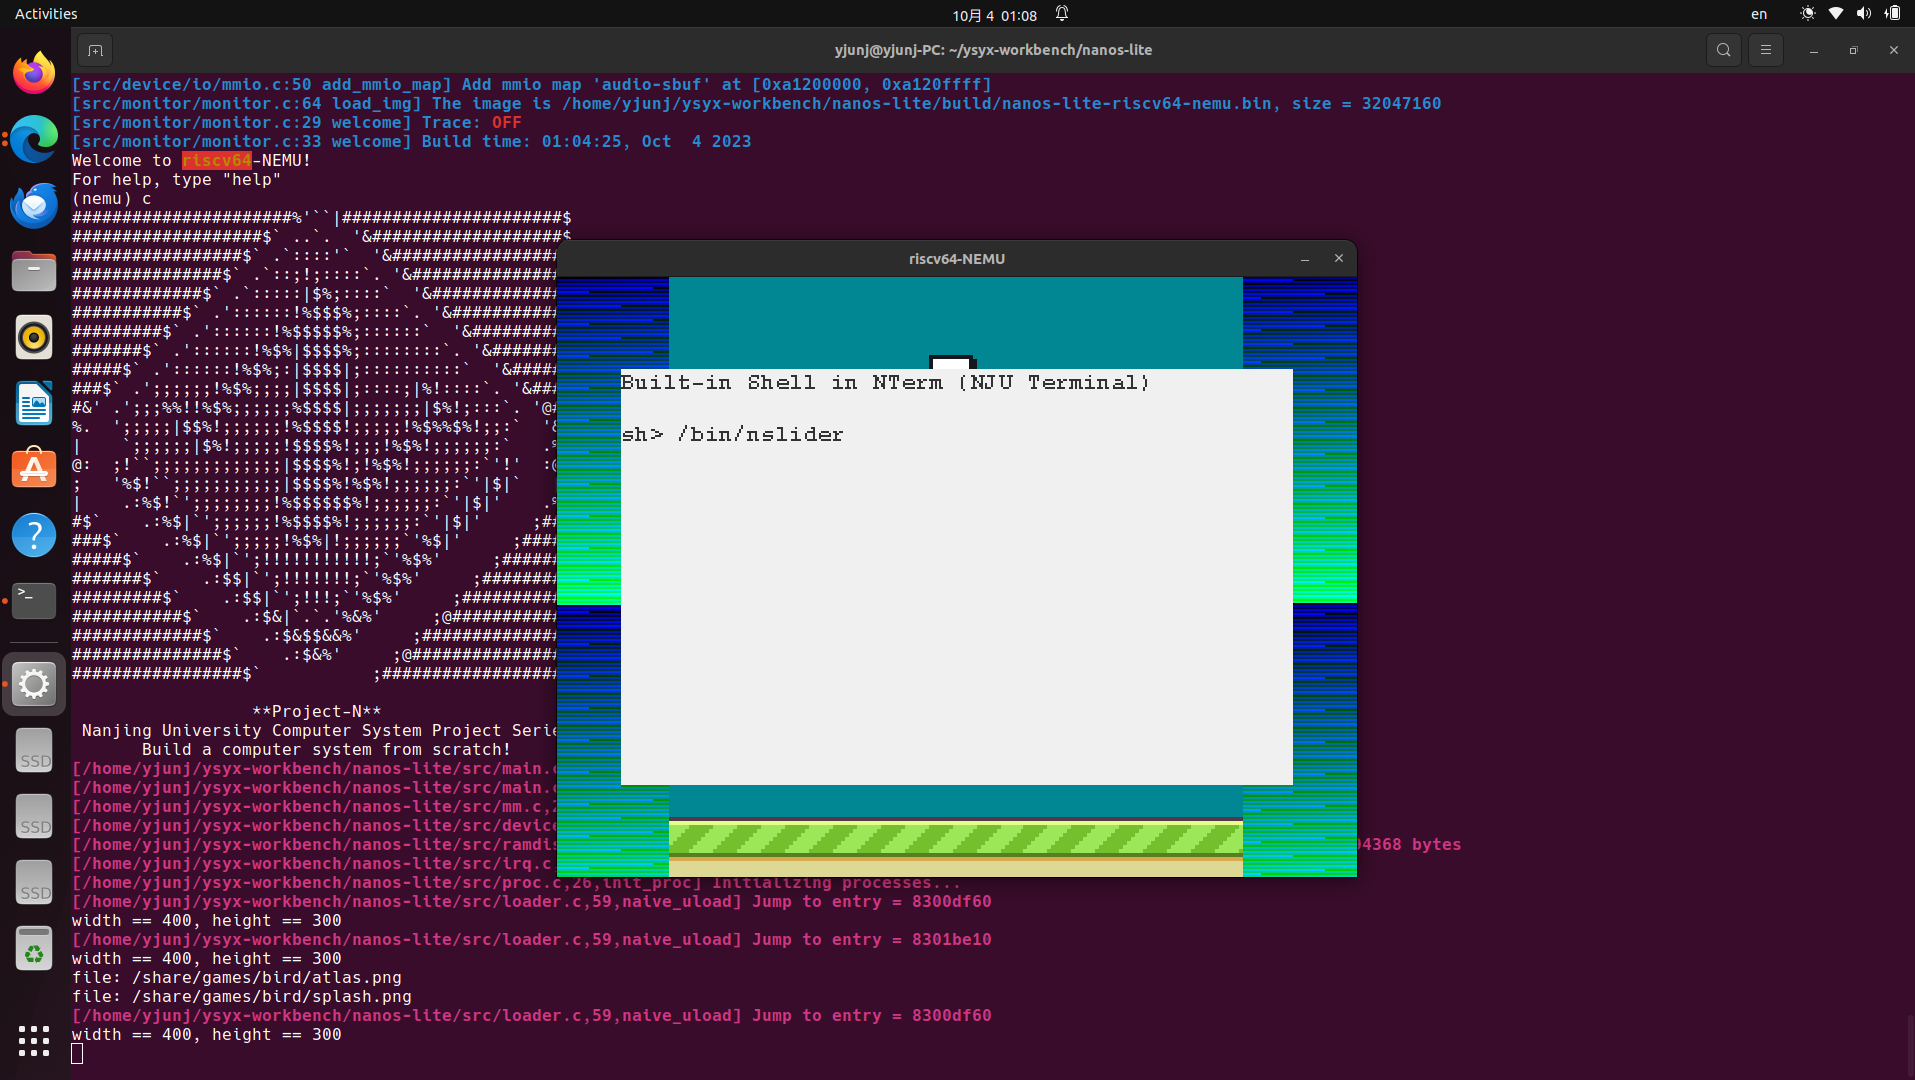 Activities
10月 4 01:08
en
yjunj@yjunj-PC: ~/ysyx-workbench/nanos-lite
[src/device/io/mmio.c:50 add_mmio_map] Add mmio map 'audio-sbuf' at [0xa1200000, 0xa120ffff]
[src/monitor/monitor.c:64 load_img] The image is /home/yjunj/ysyx-workbench/nanos-lite/build/nanos-lite-riscv64-nemu.bin, size = 32047160
[src/monitor/monitor.c:29 welcome] Trace: OFF
[src/monitor/monitor.c:33 welcome] Build time: 01:04:25, Oct  4 2023
Welcome to riscv64-NEMU!
For help, type "help"
(nemu) c
riscv64-NEMU
Built-in Shell in NTerm (NJU Terminal)
sh> /bin/nslider
**Project-N**
Nanjing University Computer System Project Serie
Build a computer system from scratch!
[/home/yjunj/ysyx-workbench/nanos-lite/src/main.c
[/home/yjunj/ysyx-workbench/nanos-lite/src/main.c
[/home/yjunj/ysyx-workbench/nanos-lite/src/mm.c,2
[/home/yjunj/ysyx-workbench/nanos-lite/src/device
[/home/yjunj/ysyx-workbench/nanos-lite/src/ramdis 04368 bytes
[/home/yjunj/ysyx-workbench/nanos-lite/src/irq.c
[/home/yjunj/ysyx-workbench/nanos-lite/src/proc.c,26,init_proc] Initializing processes...
[/home/yjunj/ysyx-workbench/nanos-lite/src/loader.c,59,naive_uload] Jump to entry = 8300df60
width == 400, height == 300
[/home/yjunj/ysyx-workbench/nanos-lite/src/loader.c,59,naive_uload] Jump to entry = 8301be10
width == 400, height == 300
file: /share/games/bird/atlas.png
file: /share/games/bird/splash.png
[/home/yjunj/ysyx-workbench/nanos-lite/src/loader.c,59,naive_uload] Jump to entry = 8300df60
width == 400, height == 300
SSD
SSD
SSD